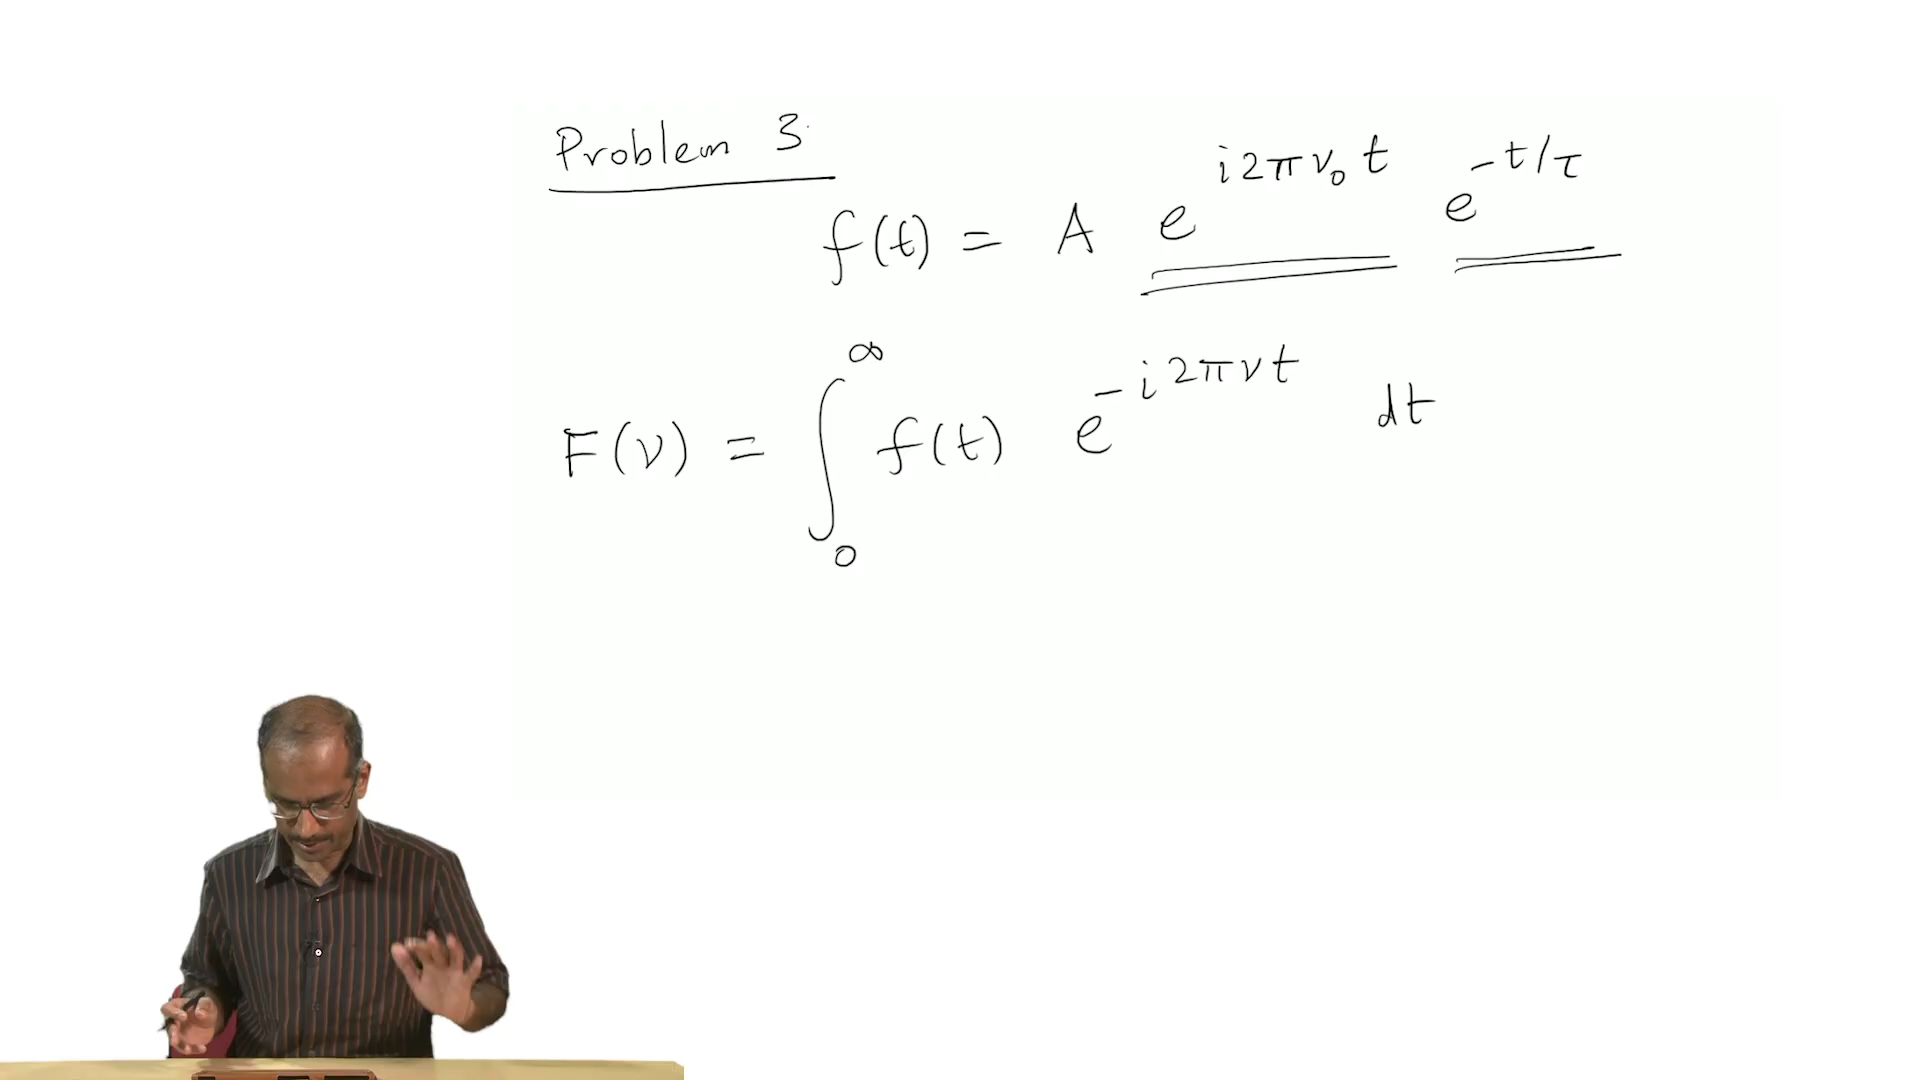 Problem 3
f(t) = A e^{i2πν₀t} e^{-t/τ}
F(ν) = ∫₀^∞ f(t) e^{-i2πνt} dt